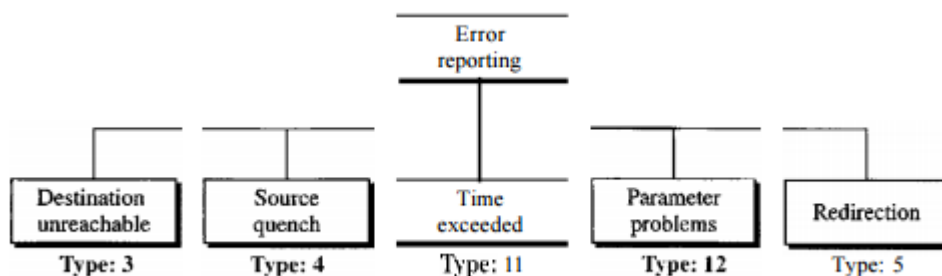 Error
reporting
Destination
unreachable
Source
quench
Time
exceeded
Parameter
problems
Redirection
Type: 3
Type: 4
Type: 11
Type: 12
Type: 5